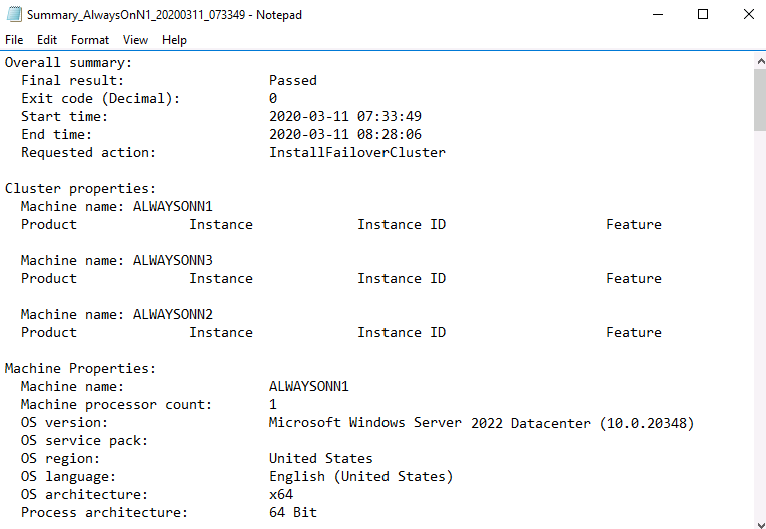 Summary_AlwaysOnN1_20200311_073349 - Notepad
File Edit Format View Help
Overall summary:
Final result: Passed
Exit code (Decimal): 0
Start time: 2020-03-11 07:33:49
End time: 2020-03-11 08:28:06
Requested action: InstallFailoverCluster
Cluster properties:
Machine name: ALWAYSONN1
Product Instance Instance ID Feature
Machine name: ALWAYSONN3
Product Instance Instance ID Feature
Machine name: ALWAYSONN2
Product Instance Instance ID Feature
Machine Properties:
Machine name: ALWAYSONN1
Machine processor count: 1
OS version: Microsoft Windows Server 2022 Datacenter (10.0.20348)
OS service pack:
OS region: United States
OS language: English (United States)
OS architecture: x64
Process architecture: 64 Bit